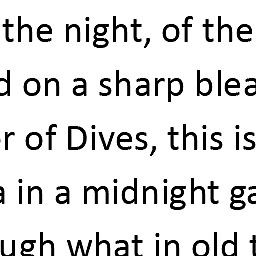 the night, of the
d on a sharp blea
r of Dives, this is
a in a midnight ga
ugh what in old t